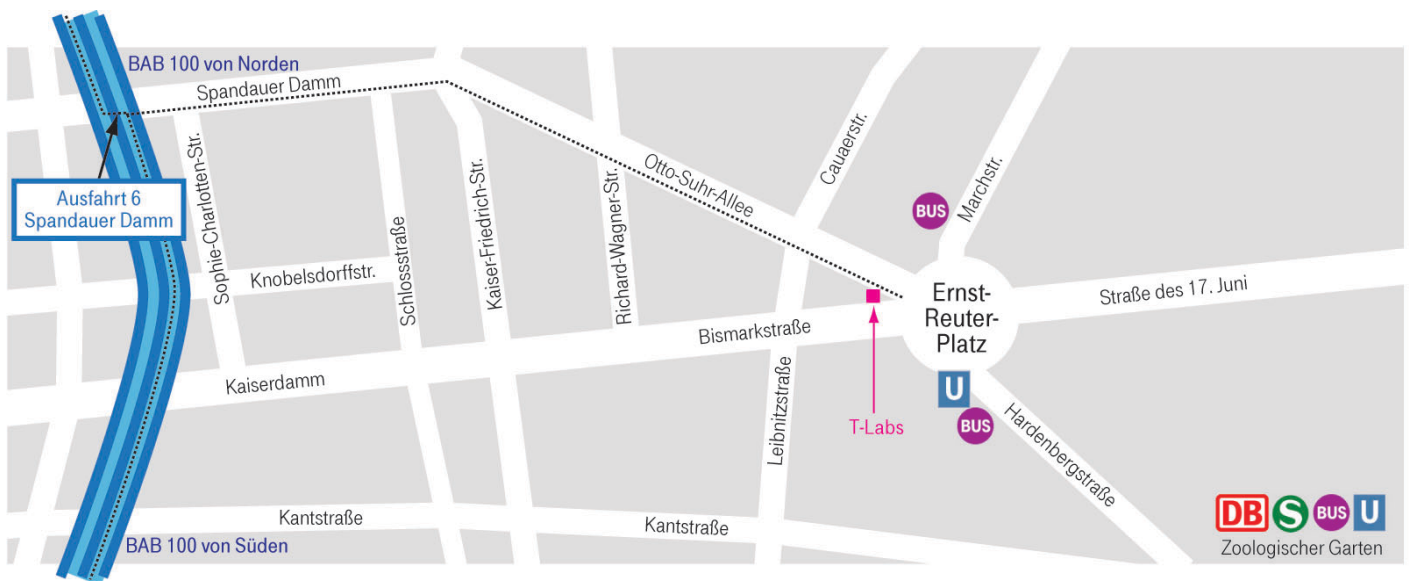 BAB 100 von Norden
Spandauer Damm
Ausfahrt 6
Spandauer Damm
Sophie-Charlotten-Str.
Knobelsdorffstr.
Schlossstraße
Kaiser-Friedrich-Str.
Richard-Wagner-Str.
Otto-Suhr-Allee
Cauaerstr.
Marchstr.
BUS
Ernst-
Reuter-
Platz
Straße des 17. Juni
Bismarkstraße
Kaiserdamm
T-Labs
U
BUS
Leibnitzstraße
Hardenbergstraße
Kantstraße
Kantstraße
BAB 100 von Süden
DB S BUS U
Zoologischer Garten